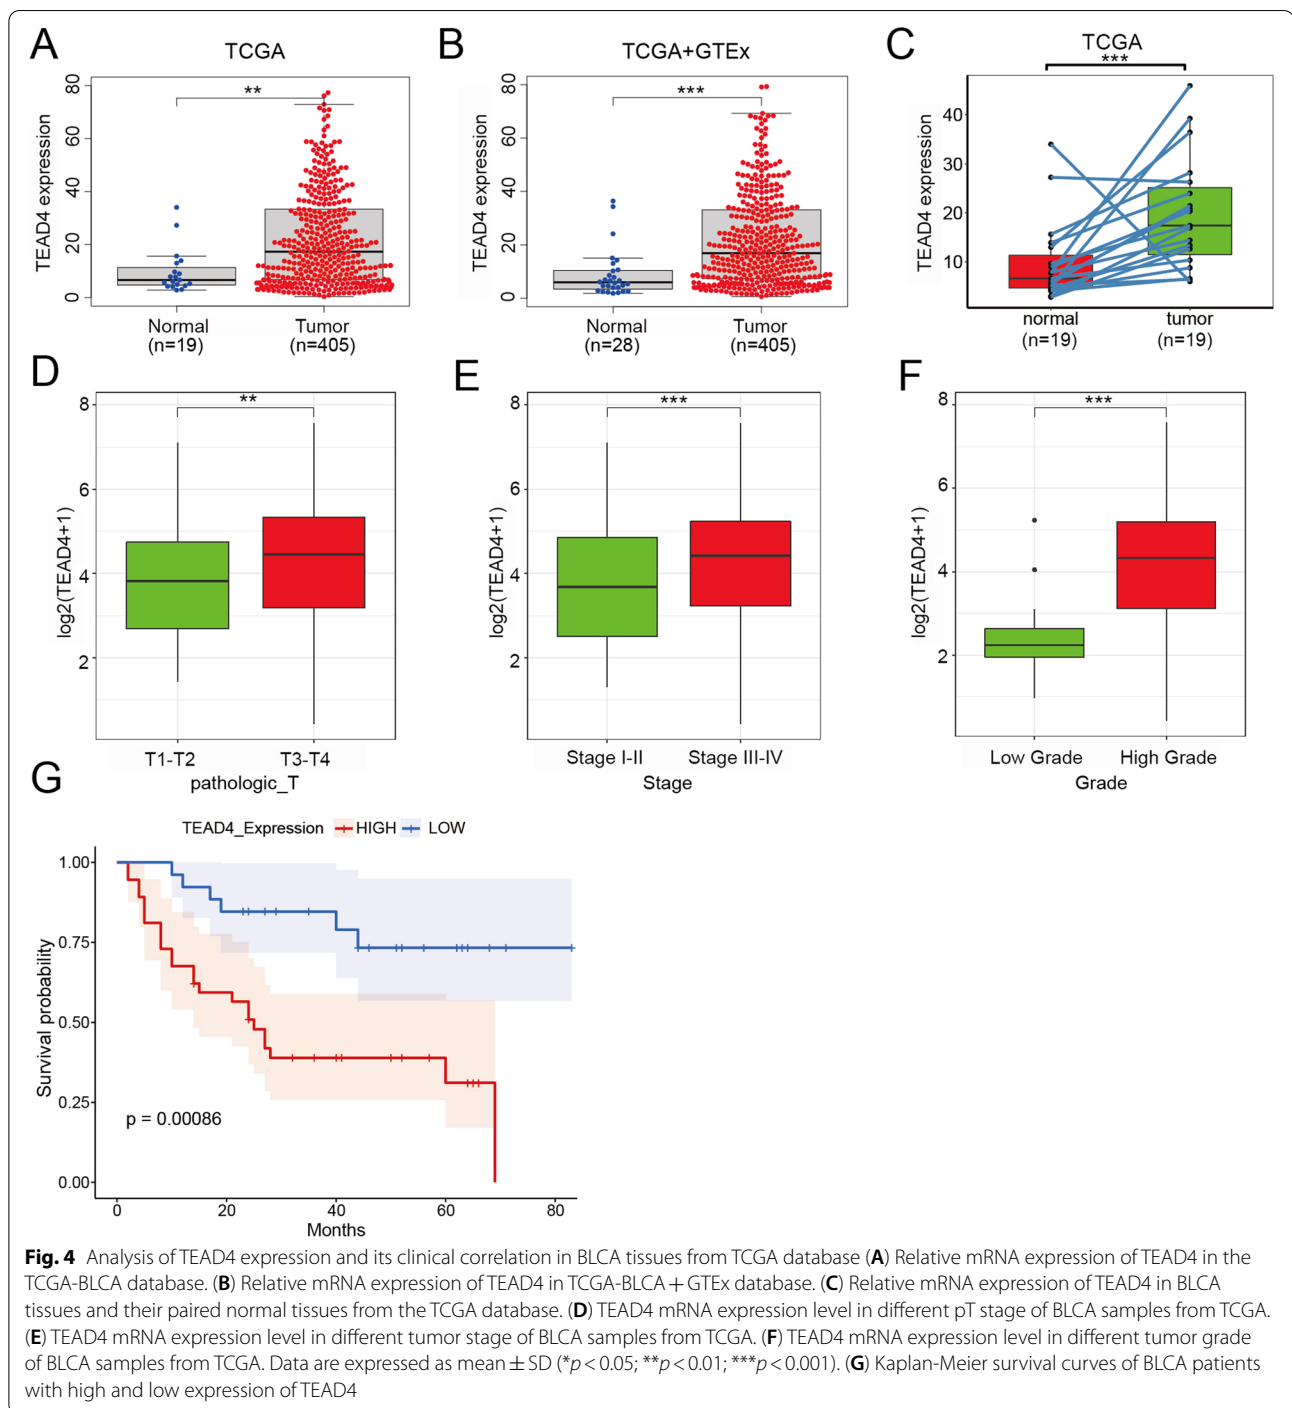 A
TCGA
TEAD4 expression
80
60
40
20
0
**
Normal
(n=19)
Tumor
(n=405)
B
TCGA+GTEx
TEAD4 expression
80
60
40
20
0
***
Normal
(n=28)
Tumor
(n=405)
C
TCGA
***
TEAD4 expression
40
30
20
10
normal
(n=19)
tumor
(n=19)
D
log2(TEAD4+1)
8
6
4
2
**
T1-T2
T3-T4
pathologic_T
E
log2(TEAD4+1)
8
6
4
2
***
Stage I-II
Stage III-IV
Stage
F
log2(TEAD4+1)
8
6
4
2
***
Low Grade
High Grade
Grade
G
TEAD4_Expression HIGH LOW
Survival probability
1.00
0.75
0.50
0.25
0.00
p = 0.00086
0 20 40 60 80
Months
Fig. 4 Analysis of TEAD4 expression and its clinical correlation in BLCA tissues from TCGA database (A) Relative mRNA expression of TEAD4 in the
TCGA-BLCA database. (B) Relative mRNA expression of TEAD4 in TCGA-BLCA + GTEx database. (C) Relative mRNA expression of TEAD4 in BLCA
tissues and their paired normal tissues from the TCGA database. (D) TEAD4 mRNA expression level in different pT stage of BLCA samples from TCGA.
(E) TEAD4 mRNA expression level in different tumor stage of BLCA samples from TCGA. (F) TEAD4 mRNA expression level in different tumor grade
of BLCA samples from TCGA. Data are expressed as mean ± SD (*p < 0.05; **p < 0.01; ***p < 0.001). (G) Kaplan-Meier survival curves of BLCA patients
with high and low expression of TEAD4